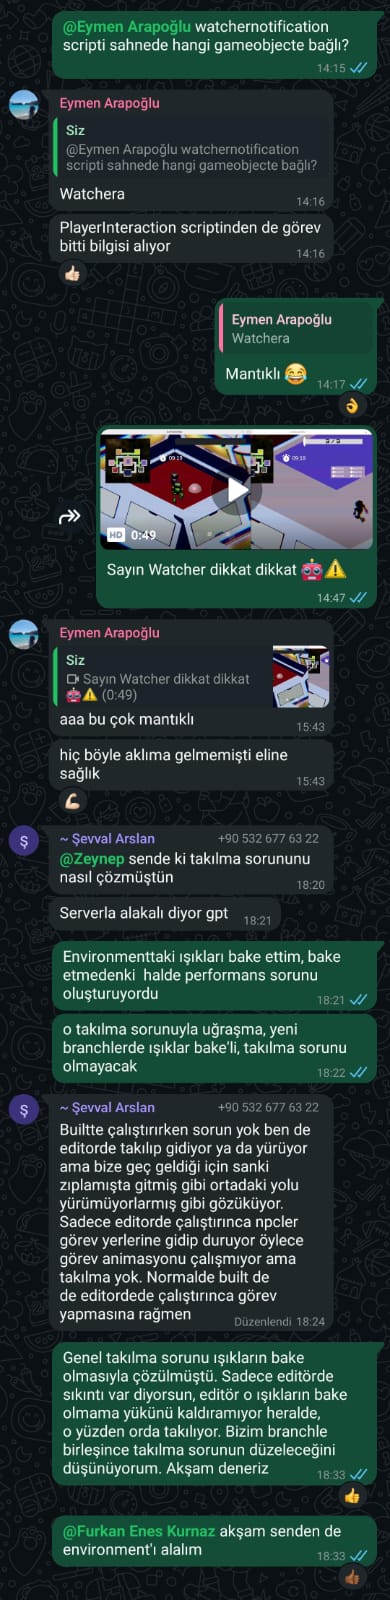 @Eymen Arapoğlu watchernotification
scripti sahnede hangi gameobjecte bağlı?
14:15
Eymen Arapoğlu
Siz
@Eymen Arapoğlu watchernotification
scripti sahnede hangi gameobjecte bağlı?
Watchera
14:16
PlayerInteraction scriptinden de görev
bitti bilgisi alıyor
14:16
👍🏻
Eymen Arapoğlu
Watchera
Mantıklı 😂
14:17
👌
09:19
09:19
HD 0:49
Sayın Watcher dikkat dikkat 🤖⚠️
14:47
Eymen Arapoğlu
Siz
Sayın Watcher dikkat dikkat
🤖⚠️ (0:49)
aaa bu çok mantıklı
15:43
hiç böyle aklıma gelmemişti eline
sağlık
15:43
💪🏻
Ş
~ Şevval Arslan +90 532 677 63 22
@Zeynep sende ki takılma sorununu
nasıl çözmüştün
18:20
Serverla alakalı diyor gpt 18:21
Environmenttaki ışıkları bake ettim, bake
etmedenki halde performans sorunu
oluşturuyordu
18:21
o takılma sorunuyla uğraşma, yeni
branchlerde ışıklar bake'li, takılma sorunu
olmayacak
18:22
Ş
~ Şevval Arslan +90 532 677 63 22
Builtte çalıştırırken sorun yok ben de
editorde takılıp gidiyor ya da yürüyor
ama bize geç geldiği için sanki
zıplamışta gitmiş gibi ortadaki yolu
yürümüyorlarmış gibi gözüküyor.
Sadece editorde çalıştırınca npcler
görev yerlerine gidip duruyor öylece
görev animasyonu çalışmıyor ama
takılma yok. Normalde built de
de editordede çalıştırınca görev
yapmasına rağmen
Düzenlendi 18:24
Genel takılma sorunu ışıkların bake
olmasıyla çözülmüştü. Sadece editörde
sıkıntı var diyorsun, editör o ışıkların bake
olmama yükünü kaldıramıyor heralde,
o yüzden orda takılıyor. Bizim branchle
birleşince takılma sorunun düzeleceğini
düşünüyorum. Akşam deneriz
18:33
👍
@Furkan Enes Kurnaz akşam senden de
environment'ı alalım
18:33
👍🏾